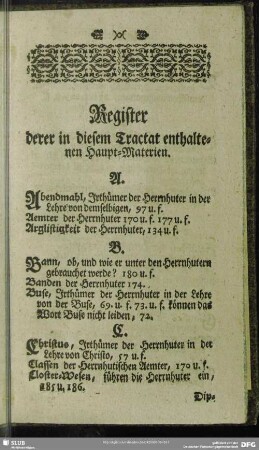 Register
derer in diesem Tractat enthalte-
nen Haupt-Materien.
A.
Abendmahl, Irthümer der Herrnhuter in der
Lehre von demselbigen, 97 u. f.
Aemter der Herrnhuter 170 u. f. 177 u. f.
Arglistigkeit der Herrnhuter, 134 u. f.
B.
Bann, ob, und wie er unter den Herrnhutern
gebrauchet werde? 180 u. f.
Banden der Herrnhuter 174.
Buse, Irthümer der Herrnhuter in der Lehre
von der Buse, 69. u. f. 73. u. f. können das
Wort Buse nicht leiden, 72.
C.
Christus, Irthümer der Herrnhuter in der
Lehre von Christo, 57 u. f.
Classen der Herrnhutischen Aemter, 170 u. f.
Closter-Wesen, führen die Herrnhuter ein,
185 u. 186.
Dip-
SLUB
DFG